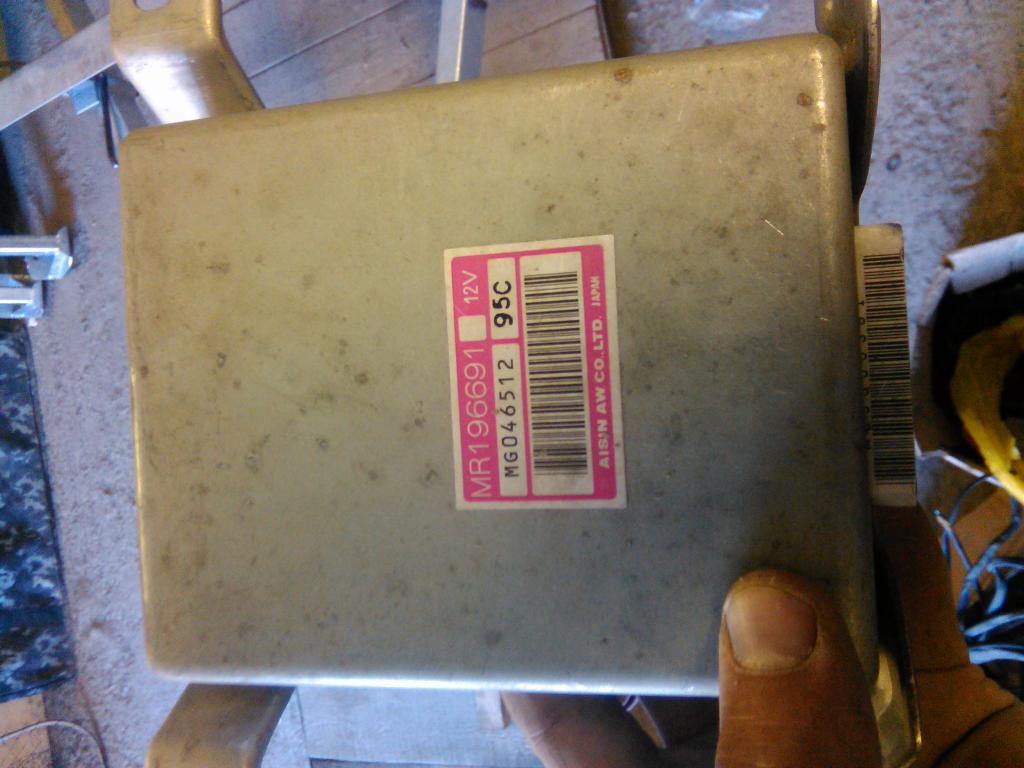 MR196691 12V
MG046512 95C
AISIN AW CO.,LTD. JAPAN